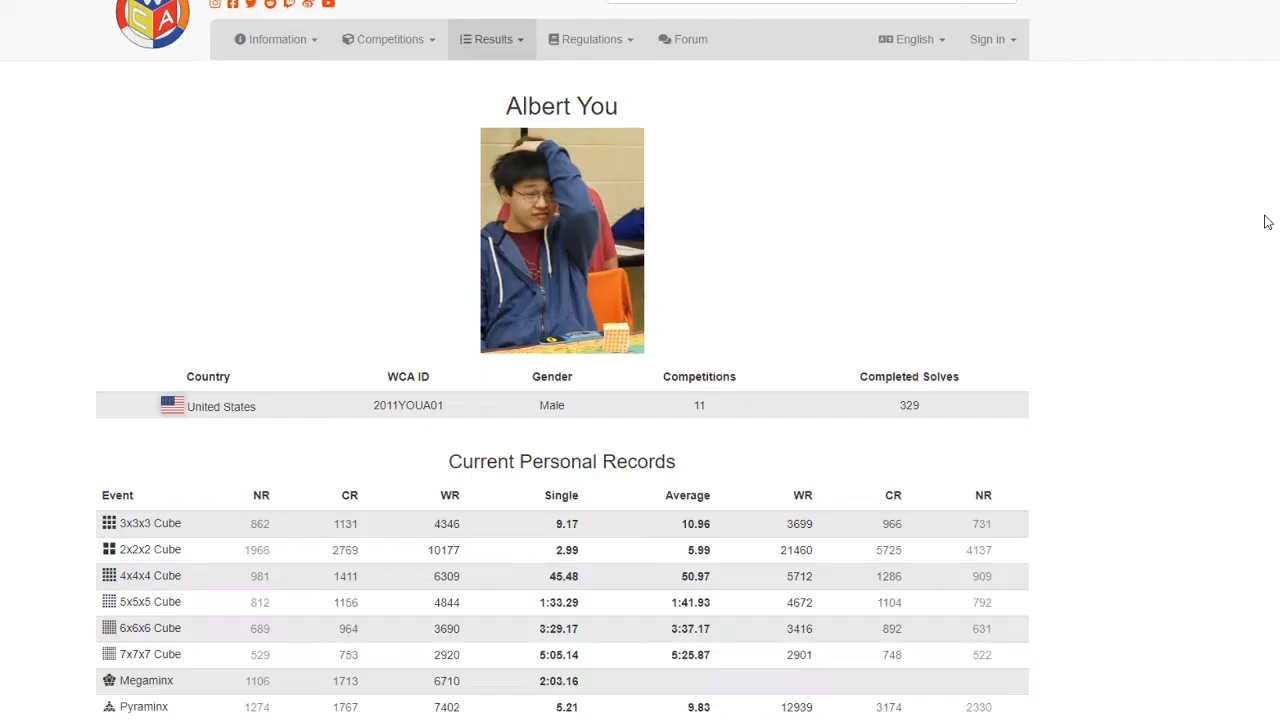 WCA
Information Competitions Results Regulations Forum English Sign in
Albert You
Country WCA ID Gender Competitions Completed Solves
United States 2011YOUA01 Male 11 329
Current Personal Records
Event NR CR WR Single Average WR CR NR
3x3x3 Cube 862 1131 4346 9.17 10.96 3699 966 731
2x2x2 Cube 1966 2769 10177 2.99 5.99 21460 5725 4137
4x4x4 Cube 981 1411 6309 45.48 50.97 5712 1286 909
5x5x5 Cube 812 1156 4844 1:33.29 1:41.93 4672 1104 792
6x6x6 Cube 689 964 3690 3:29.17 3:37.17 3416 892 631
7x7x7 Cube 529 753 2920 5:05.14 5:25.87 2901 748 522
Megaminx 1106 1713 6710 2:03.16
Pyraminx 1274 1767 7402 5.21 9.83 12939 3174 2330